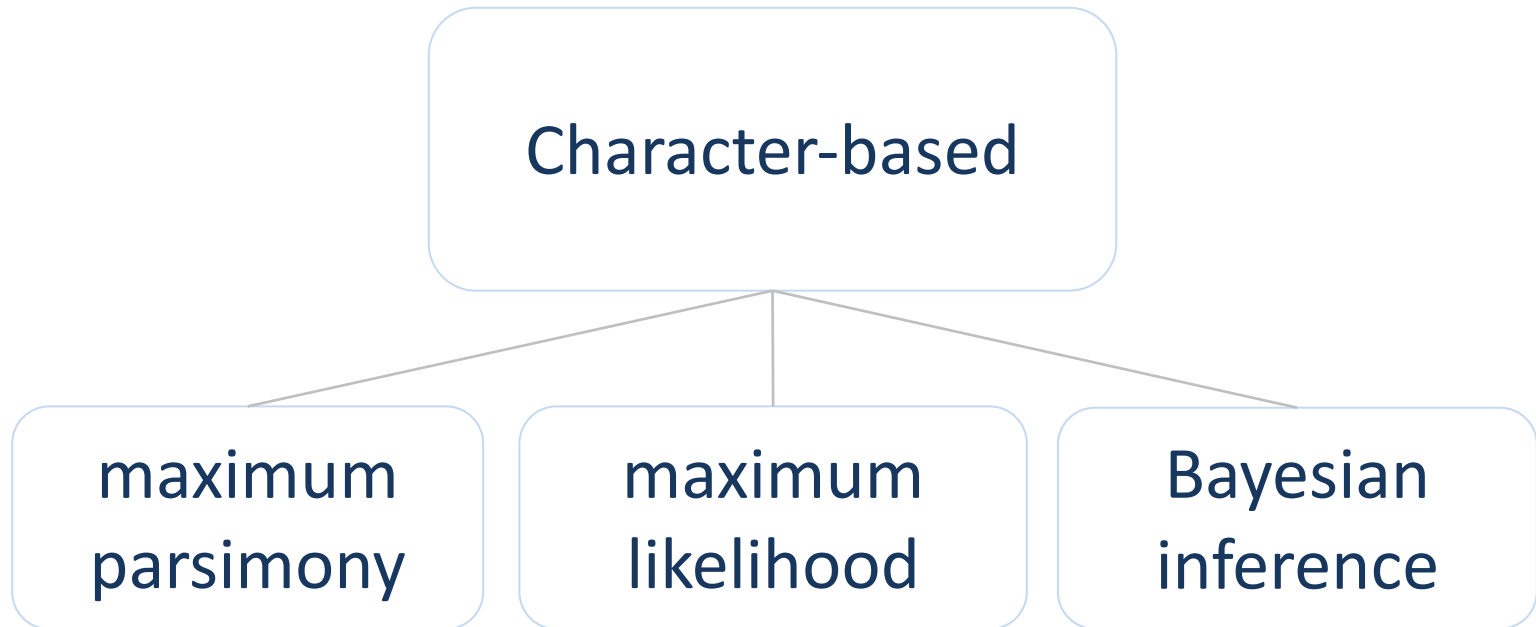 Character-based
maximum
parsimony
maximum
likelihood
Bayesian
inference